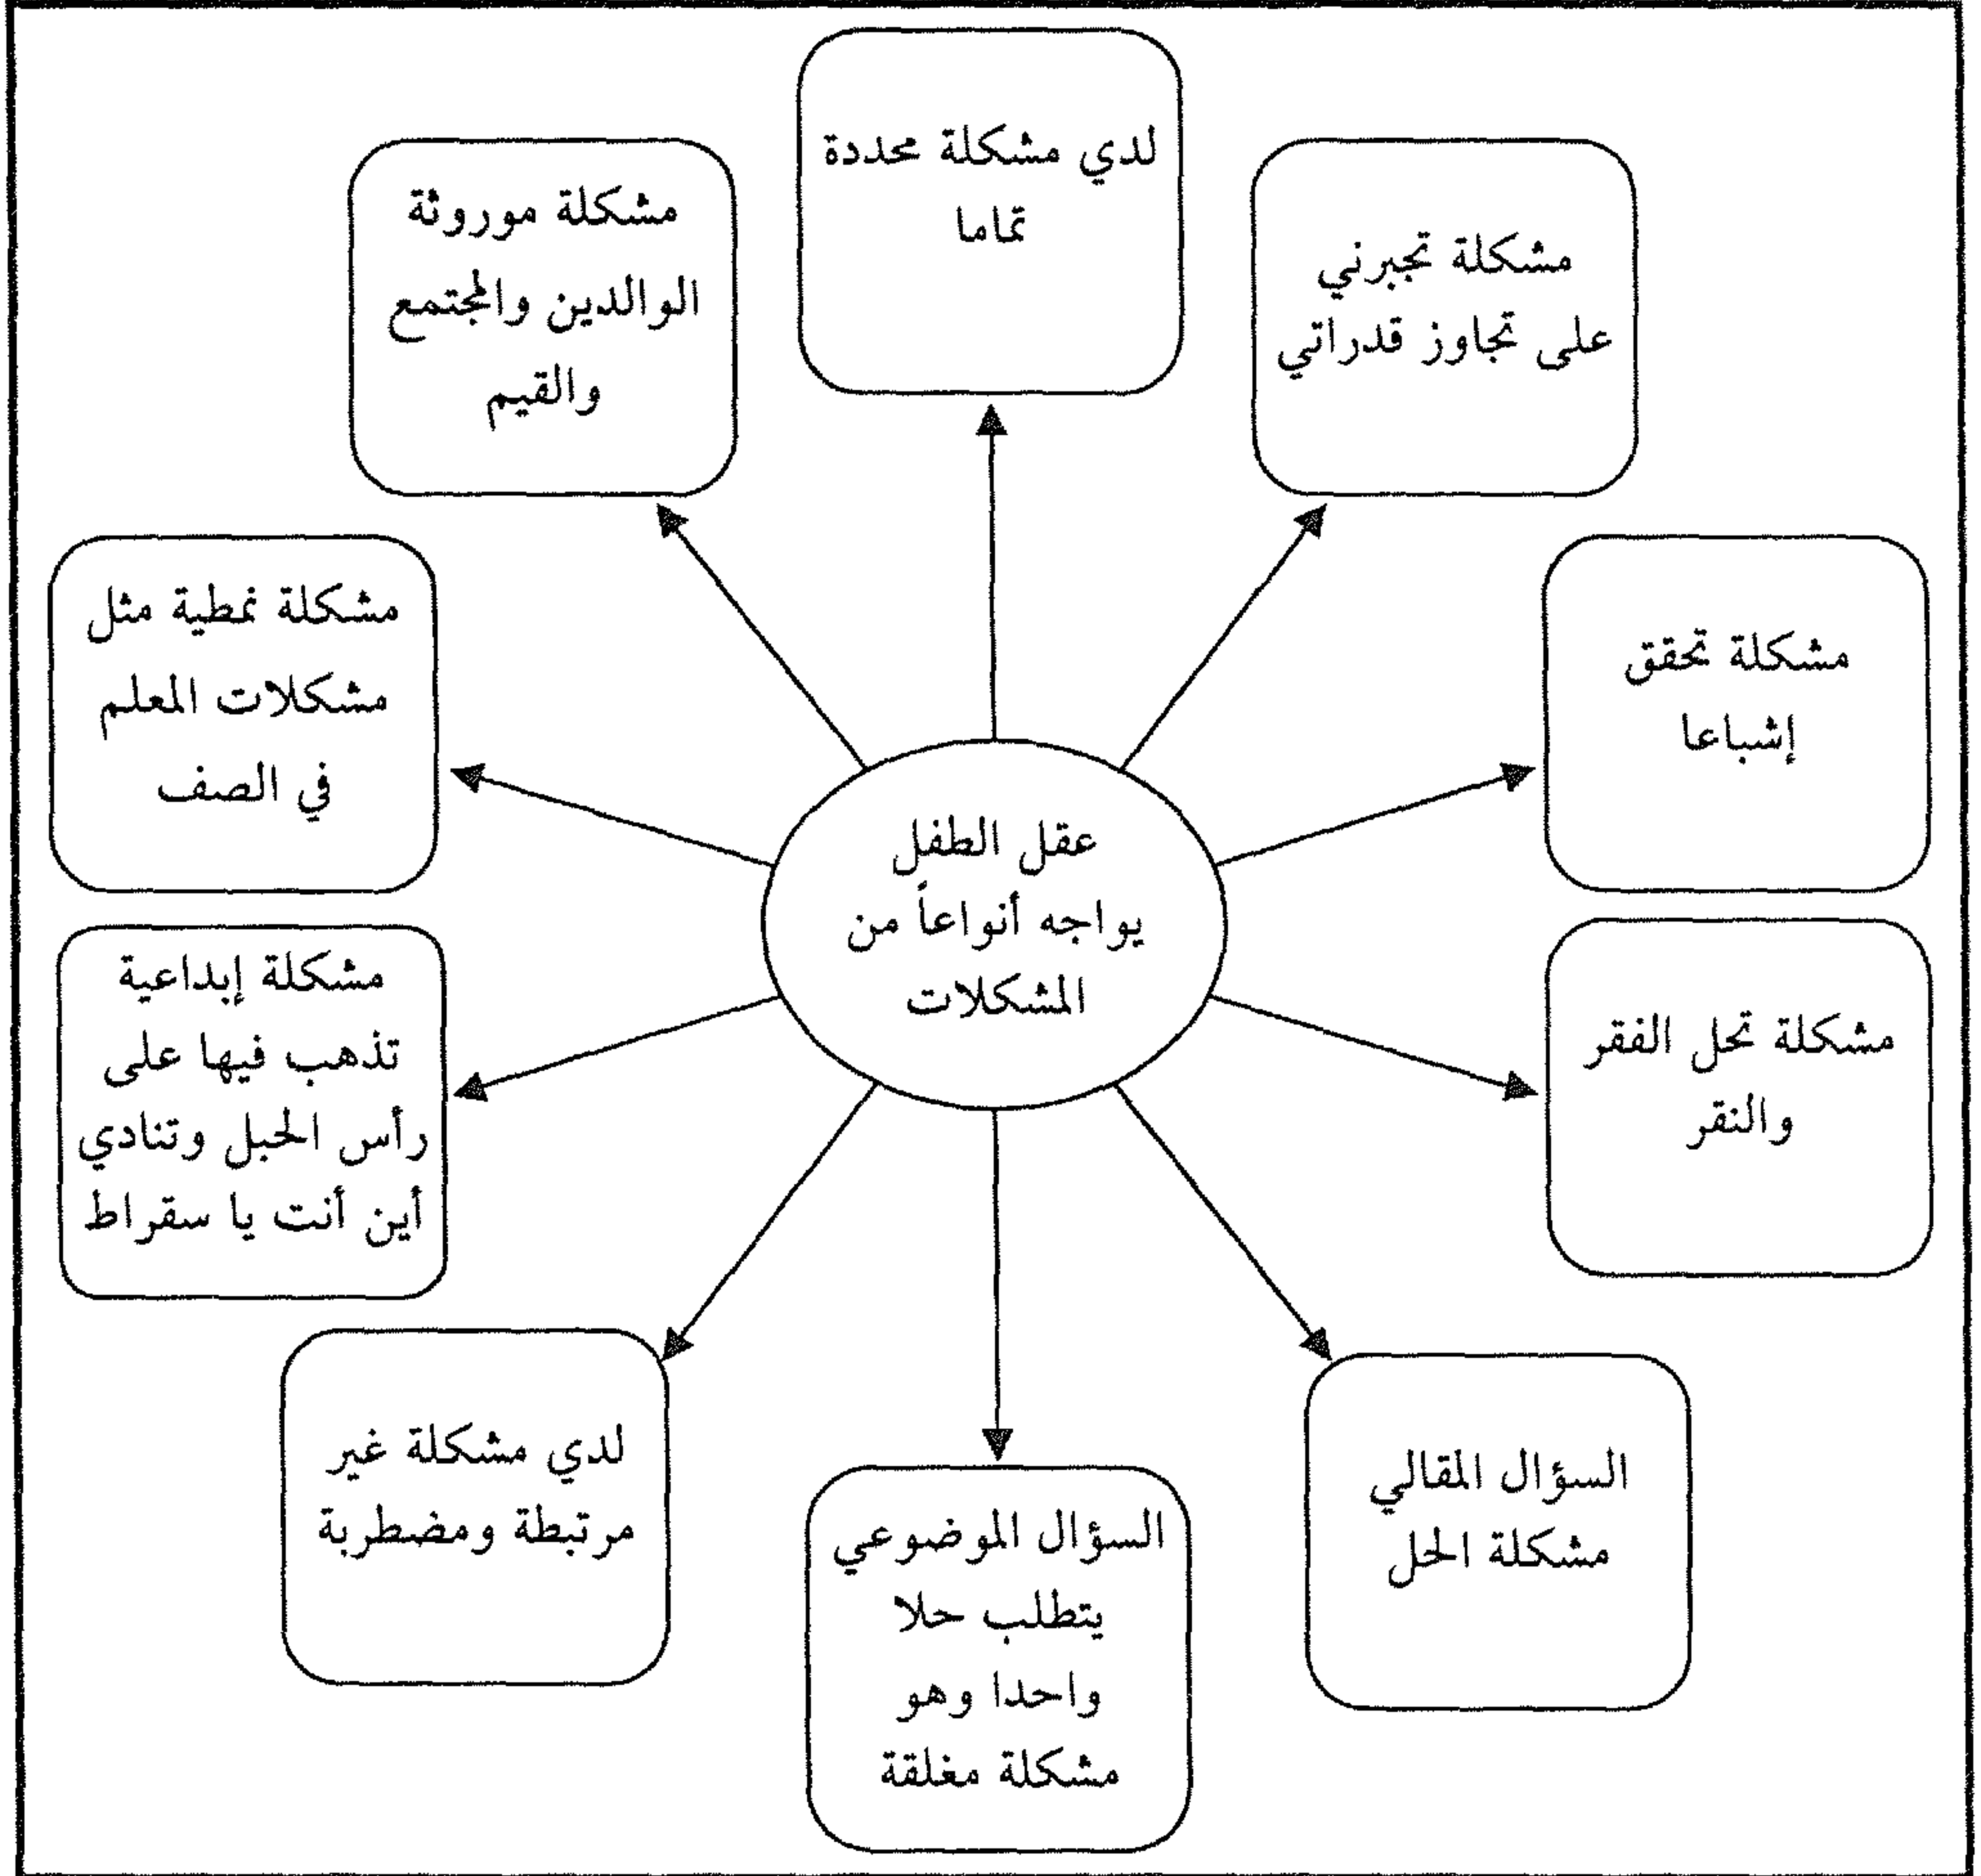 لدي مشكلة محددة
تماما
مشكلة تجبرني
على تجاوز قدراتي
مشكلة تحقق
إشباعا
مشكلة تحل الفقر
والنقر
السؤال المقالي
مشكلة الحل
السؤال الموضوعي
يتطلب حلا
واحدا وهو
مشكلة مغلقة
لدي مشكلة غير
مرتبطة ومضطربة
مشكلة إبداعية
تذهب فيها على
رأس الحبل وتنادي
أين أنت يا سقراط
مشكلة نمطية مثل
مشكلات المعلم
في الصف
مشكلة موروثة
الوالدين والمجتمع
والقيم
عقل الطفل
يواجه أنواعاً من
المشكلات